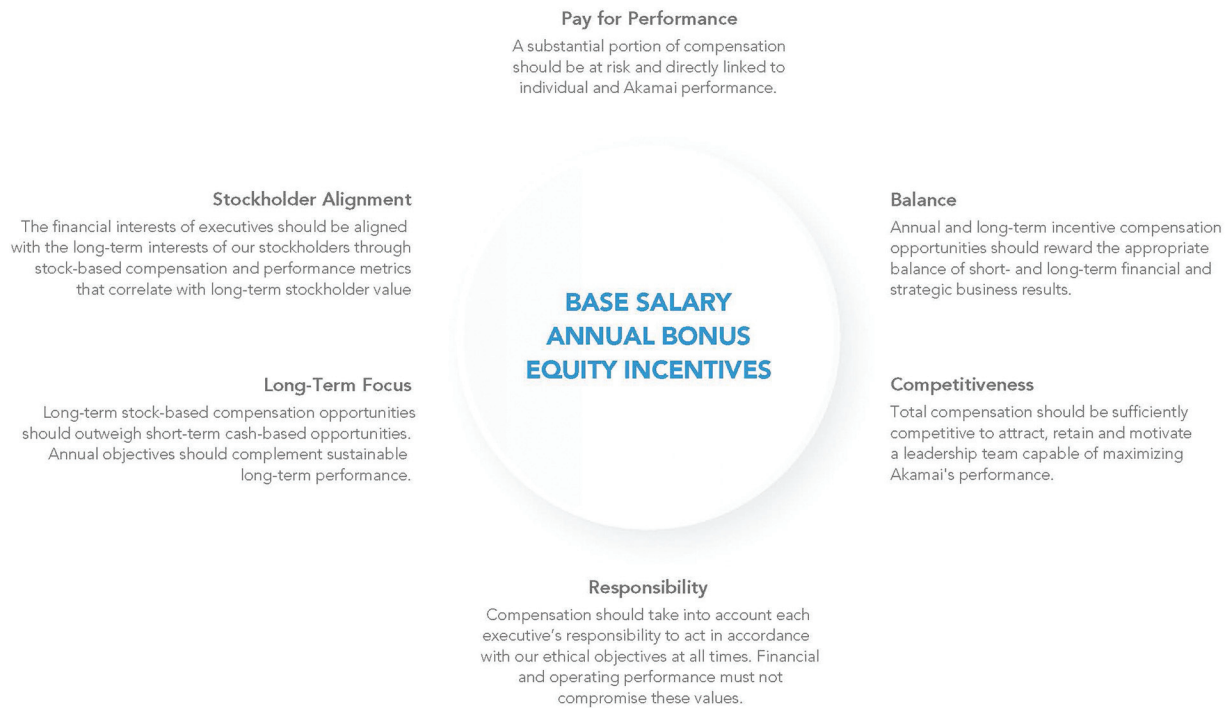 Pay for Performance
A substantial portion of compensation
should be at risk and directly linked to
individual and Akamai performance.
Stockholder Alignment
The financial interests of executives should be aligned
with the long-term interests of our stockholders through
stock-based compensation and performance metrics
that correlate with long-term stockholder value
Balance
Annual and long-term incentive compensation
opportunities should reward the appropriate
balance of short- and long-term financial and
strategic business results.
BASE SALARY
ANNUAL BONUS
EQUITY INCENTIVES
Long-Term Focus
Long-term stock-based compensation opportunities
should outweigh short-term cash-based opportunities.
Annual objectives should complement sustainable
long-term performance.
Competitiveness
Total compensation should be sufficiently
competitive to attract, retain and motivate
a leadership team capable of maximizing
Akamai's performance.
Responsibility
Compensation should take into account each
executive’s responsibility to act in accordance
with our ethical objectives at all times. Financial
and operating performance must not
compromise these values.